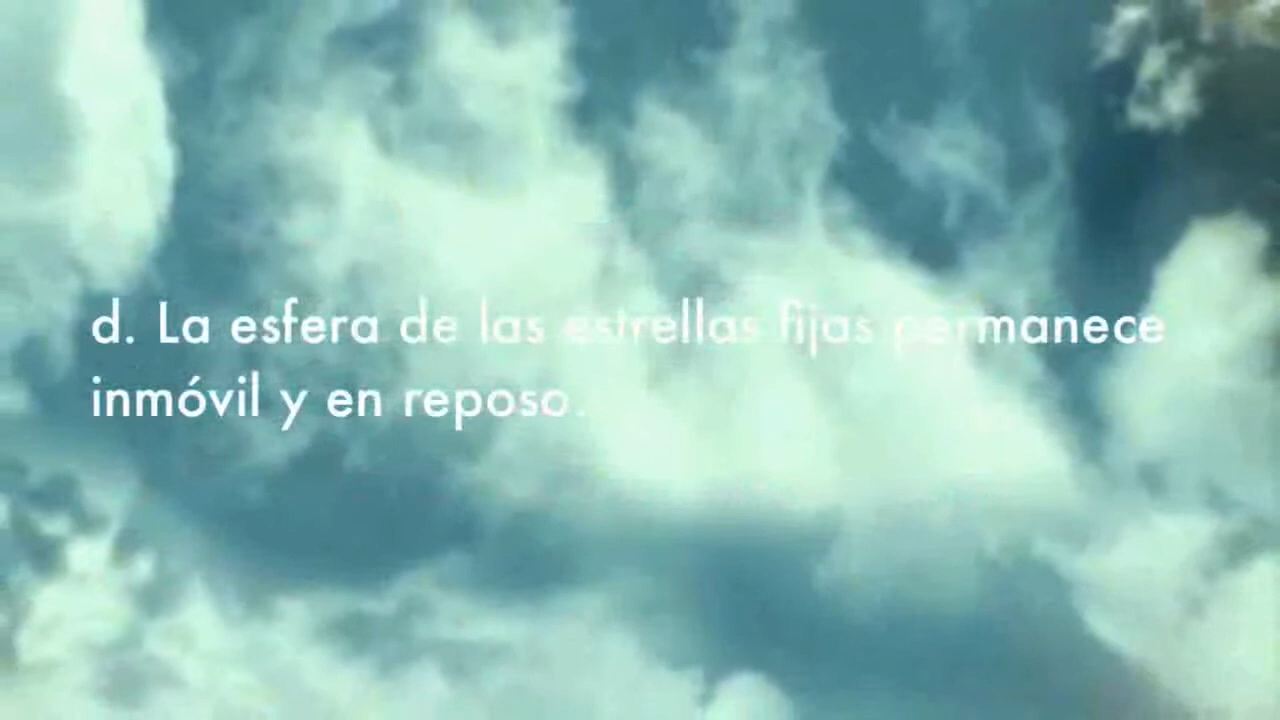 d. La esfera de las estrellas fijas permanece
inmóvil y en reposo.